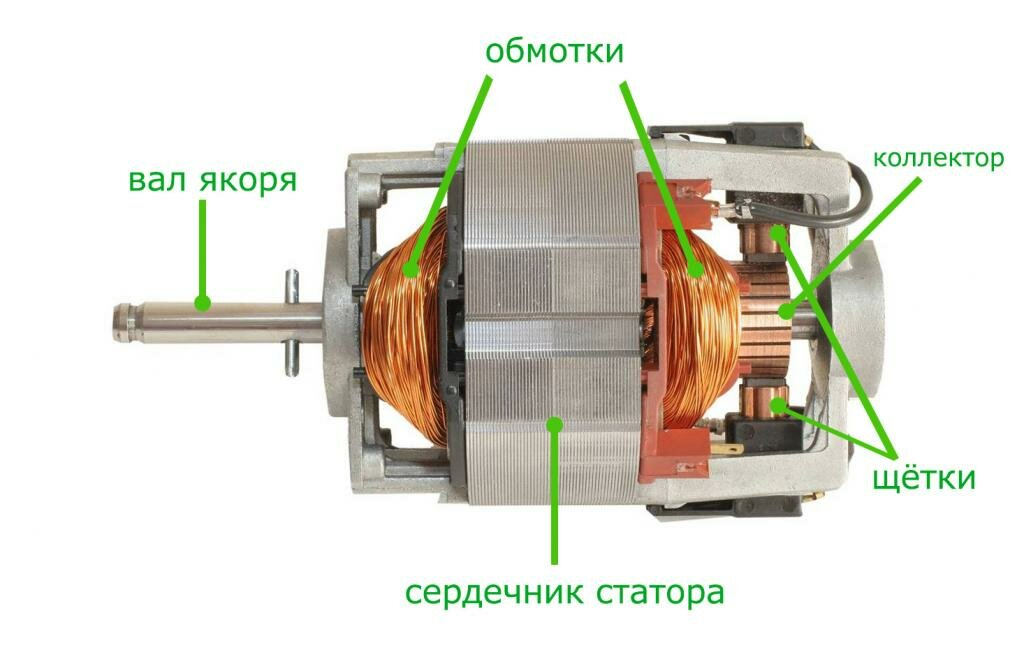 обмотки
коллектор
вал якоря
щётки
сердечник статора